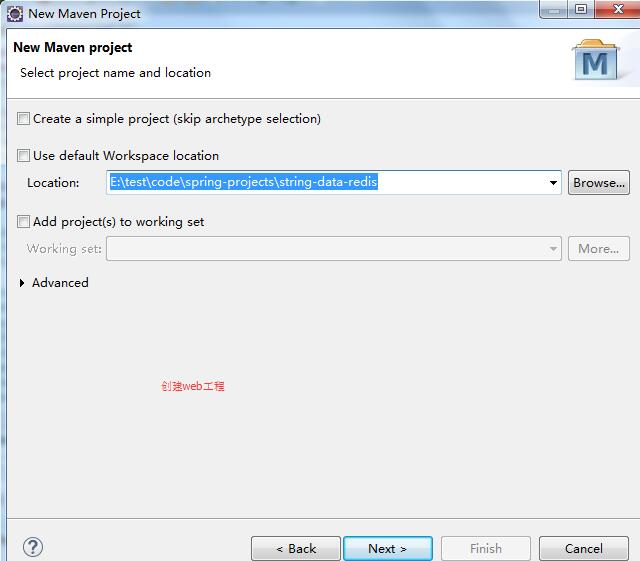 New Maven Project
New Maven project
Select project name and location
M
Create a simple project (skip archetype selection)
Use default Workspace location
Location: E:\test\code\spring-projects\string-data-redis Browse...
Add project(s) to working set
Working set: More...
Advanced
创建web工程
? < Back Next > Finish Cancel